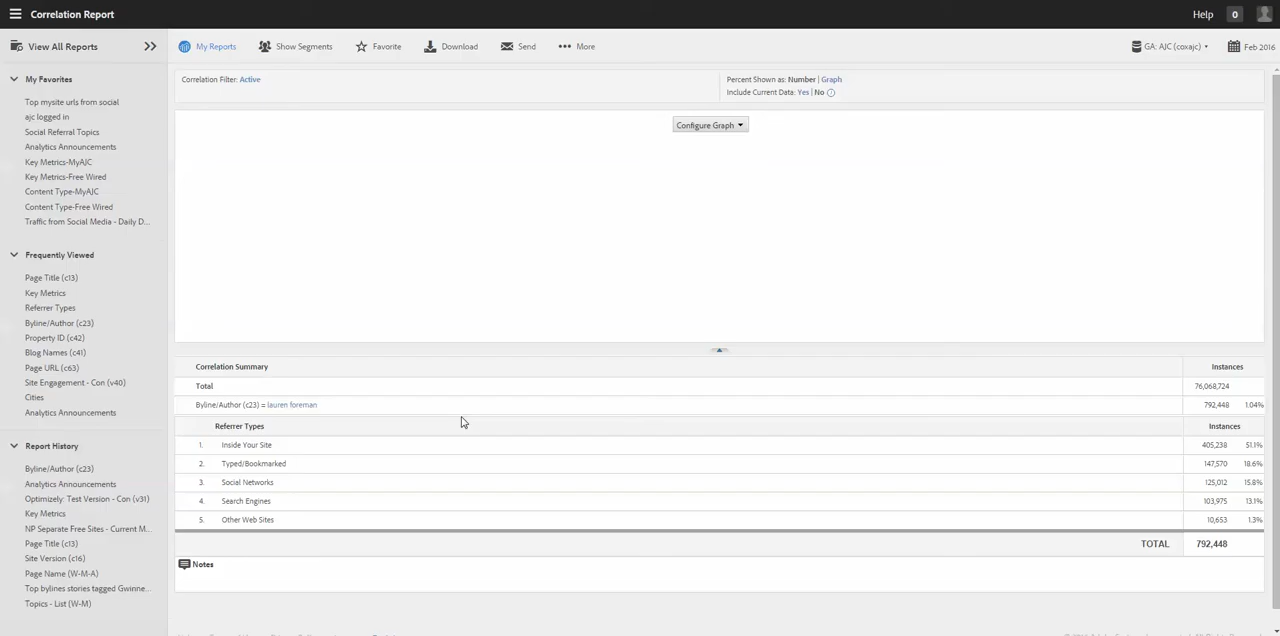 Correlation Report
Help
0
View All Reports
My Reports
Show Segments
Favorite
Download
Send
More
GA: AJC (coxajc)
Feb 2016
My Favorites
Top mysite urls from social
ajc logged in
Social Referral Topics
Analytics Announcements
Key Metrics-MyAJC
Key Metrics-Free Wired
Content Type-MyAJC
Content Type-Free Wired
Traffic from Social Media - Daily D...
Frequently Viewed
Page Title (c13)
Key Metrics
Referrer Types
Byline/Author (c23)
Property ID (c42)
Blog Names (c41)
Page URL (c63)
Site Engagement - Con (v40)
Cities
Analytics Announcements
Report History
Byline/Author (c23)
Analytics Announcements
Optimizely: Test Version - Con (v31)
Key Metrics
NP Separate Free Sites - Current M...
Page Title (c13)
Site Version (c16)
Page Name (W-M-A)
Top bylines stories tagged Gwinne...
Topics - List (W-M)
Correlation Filter: Active
Percent Shown as: Number | Graph
Include Current Data: Yes | No
Configure Graph
Correlation Summary Instances
Total 76,068,724
Byline/Author (c23) = lauren foreman 792,448 1.04%
Referrer Types Instances
1. Inside Your Site 405,238 51.1%
2. Typed/Bookmarked 147,570 18.6%
3. Social Networks 125,012 15.8%
4. Search Engines 103,975 13.1%
5. Other Web Sites 10,653 1.3%
TOTAL 792,448
Notes